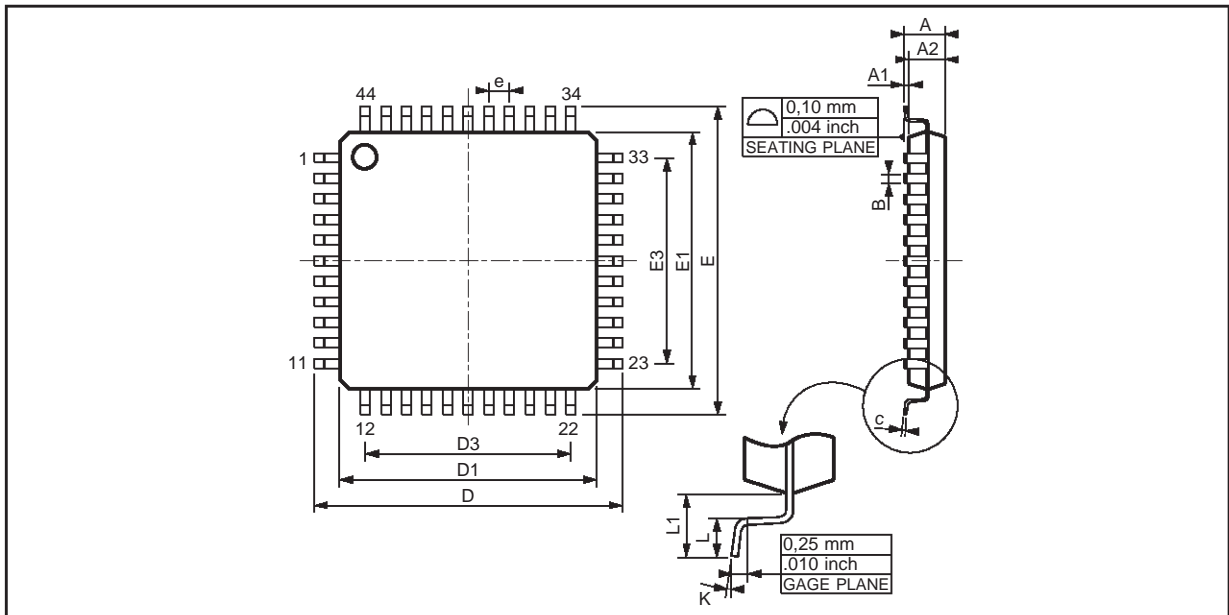 A
A2
A1
e
44
34
0,10 mm
.004 inch
SEATING PLANE
1
33
B
E3
E1
E
11
23
c
12
22
D3
D1
D
L1
L
0,25 mm
.010 inch
GAGE PLANE
K